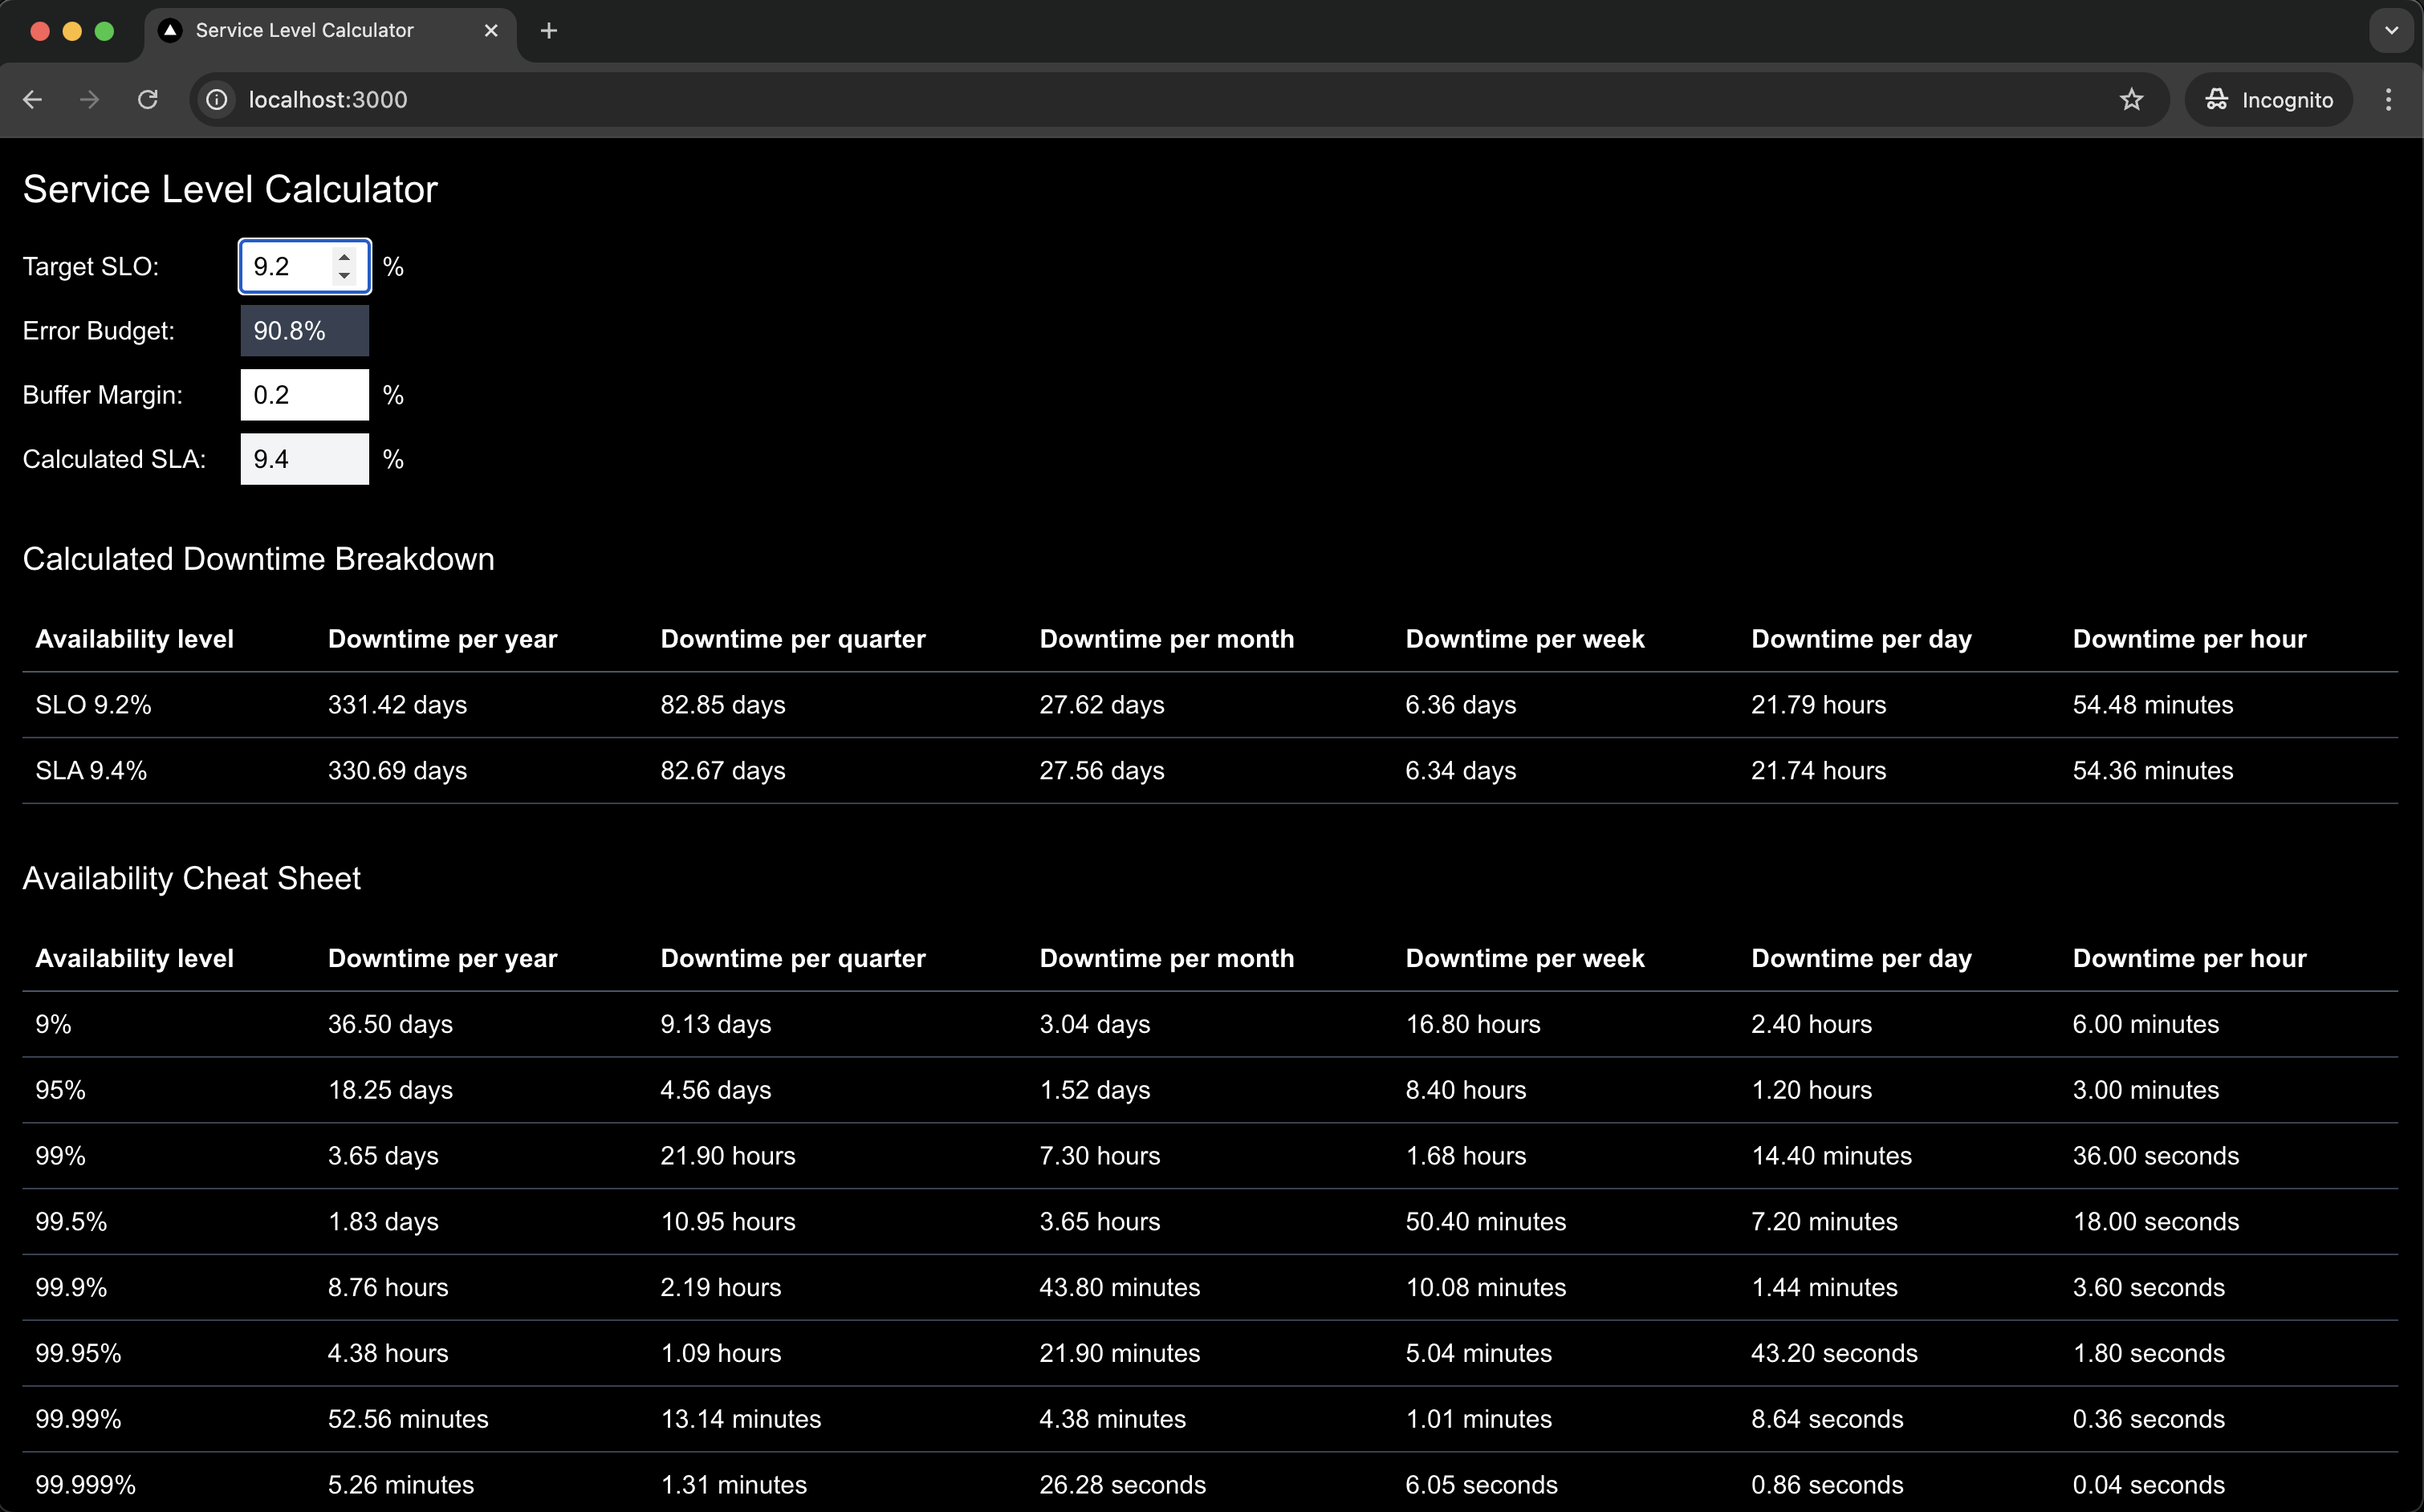 Service Level Calculator
localhost:3000
Incognito
Service Level Calculator
Target SLO: 9.2 %
Error Budget: 90.8%
Buffer Margin: 0.2 %
Calculated SLA: 9.4 %
Calculated Downtime Breakdown
Availability level Downtime per year Downtime per quarter Downtime per month Downtime per week Downtime per day Downtime per hour
SLO 9.2% 331.42 days 82.85 days 27.62 days 6.36 days 21.79 hours 54.48 minutes
SLA 9.4% 330.69 days 82.67 days 27.56 days 6.34 days 21.74 hours 54.36 minutes
Availability Cheat Sheet
Availability level Downtime per year Downtime per quarter Downtime per month Downtime per week Downtime per day Downtime per hour
9% 36.50 days 9.13 days 3.04 days 16.80 hours 2.40 hours 6.00 minutes
95% 18.25 days 4.56 days 1.52 days 8.40 hours 1.20 hours 3.00 minutes
99% 3.65 days 21.90 hours 7.30 hours 1.68 hours 14.40 minutes 36.00 seconds
99.5% 1.83 days 10.95 hours 3.65 hours 50.40 minutes 7.20 minutes 18.00 seconds
99.9% 8.76 hours 2.19 hours 43.80 minutes 10.08 minutes 1.44 minutes 3.60 seconds
99.95% 4.38 hours 1.09 hours 21.90 minutes 5.04 minutes 43.20 seconds 1.80 seconds
99.99% 52.56 minutes 13.14 minutes 4.38 minutes 1.01 minutes 8.64 seconds 0.36 seconds
99.999% 5.26 minutes 1.31 minutes 26.28 seconds 6.05 seconds 0.86 seconds 0.04 seconds